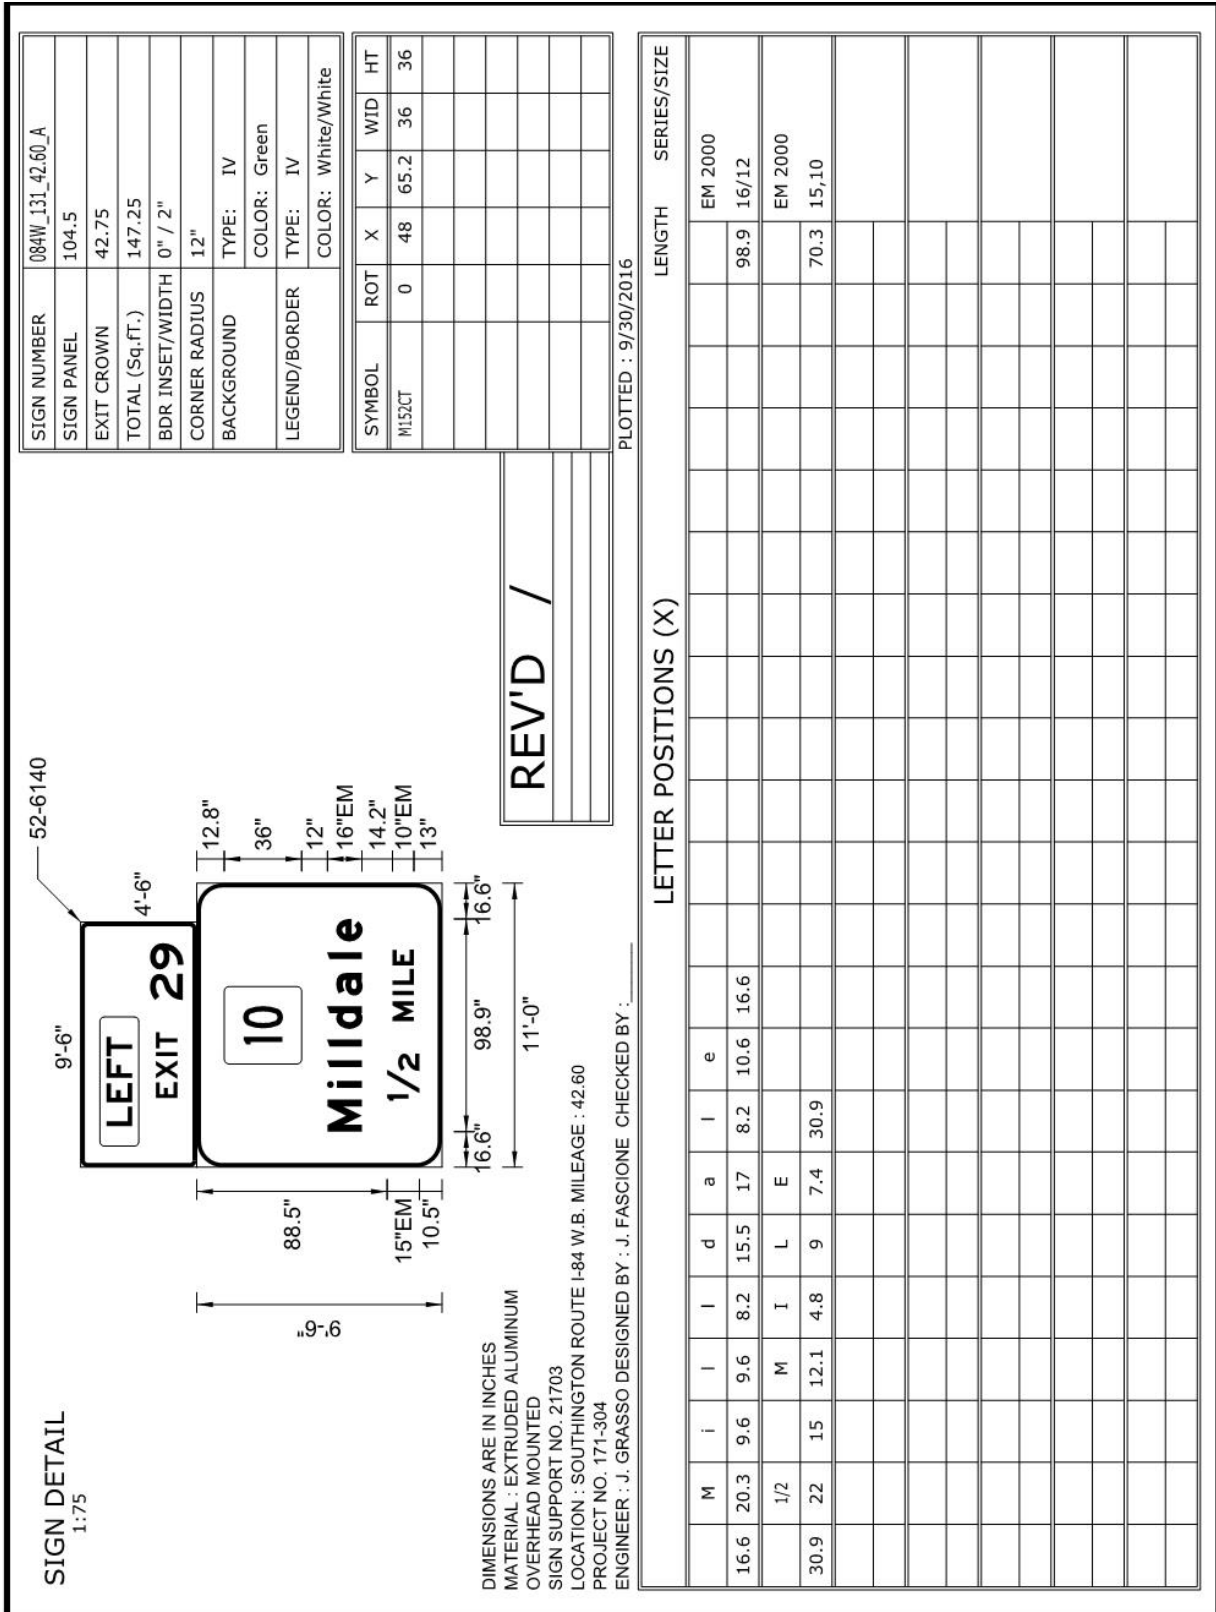 SIGN DETAIL
1:75
52-6140
9'-6"
4'-6"
LEFT
EXIT 29
10
Milldale
1/2 MILE
12.8"
36"
12"
16"EM
14.2"
10"EM
13"
88.5"
15"EM
10.5"
9'-6"
16.6" 98.9" 16.6"
11'-0"
SIGN NUMBER 084W_131_42.60_A
SIGN PANEL 104.5
EXIT CROWN 42.75
TOTAL (Sq.fT.) 147.25
BDR INSET/WIDTH 0" / 2"
CORNER RADIUS 12"
BACKGROUND TYPE: IV
COLOR: Green
LEGEND/BORDER TYPE: IV
COLOR: White/White
SYMBOL ROT X Y WID HT
M152CT 0 48 65.2 36 36
REV'D /
DIMENSIONS ARE IN INCHES
MATERIAL : EXTRUDED ALUMINUM
OVERHEAD MOUNTED
SIGN SUPPORT NO. 21703
LOCATION : SOUTHINGTON ROUTE I-84 W.B. MILEAGE : 42.60
PROJECT NO. 171-304
ENGINEER : J. GRASSO DESIGNED BY : J. FASCIONE CHECKED BY :______
PLOTTED : 9/30/2016
LETTER POSITIONS (X) LENGTH SERIES/SIZE
M i l l d a l e EM 2000
16.6 20.3 9.6 9.6 8.2 15.5 17 8.2 10.6 16.6 98.9 16/12
1/2 M I L E EM 2000
30.9 22 15 12.1 4.8 9 7.4 30.9 70.3 15,10